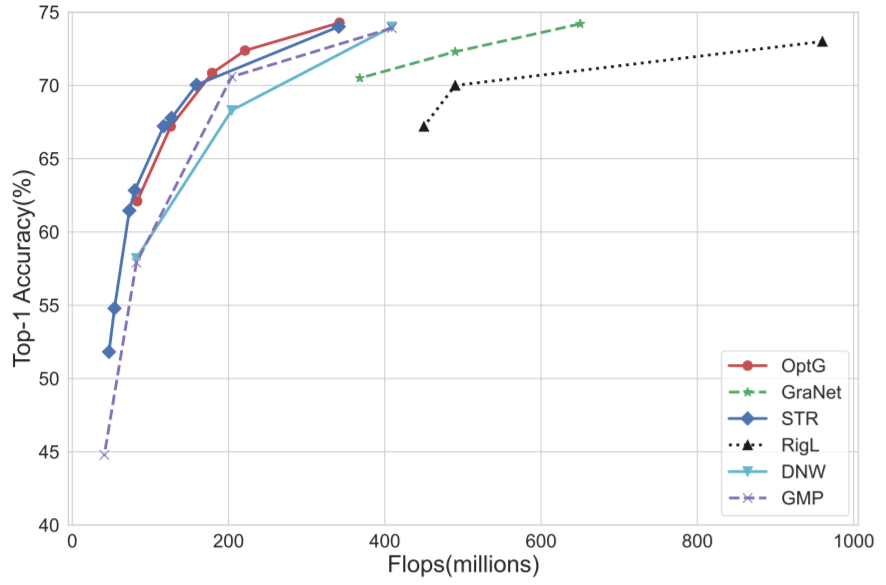 75
70
65
60
55
50
45
40
Top-1 Accuracy(%)
OptG
GraNet
STR
RigL
DNW
GMP
0 200 400 600 800 1000
Flops(millions)